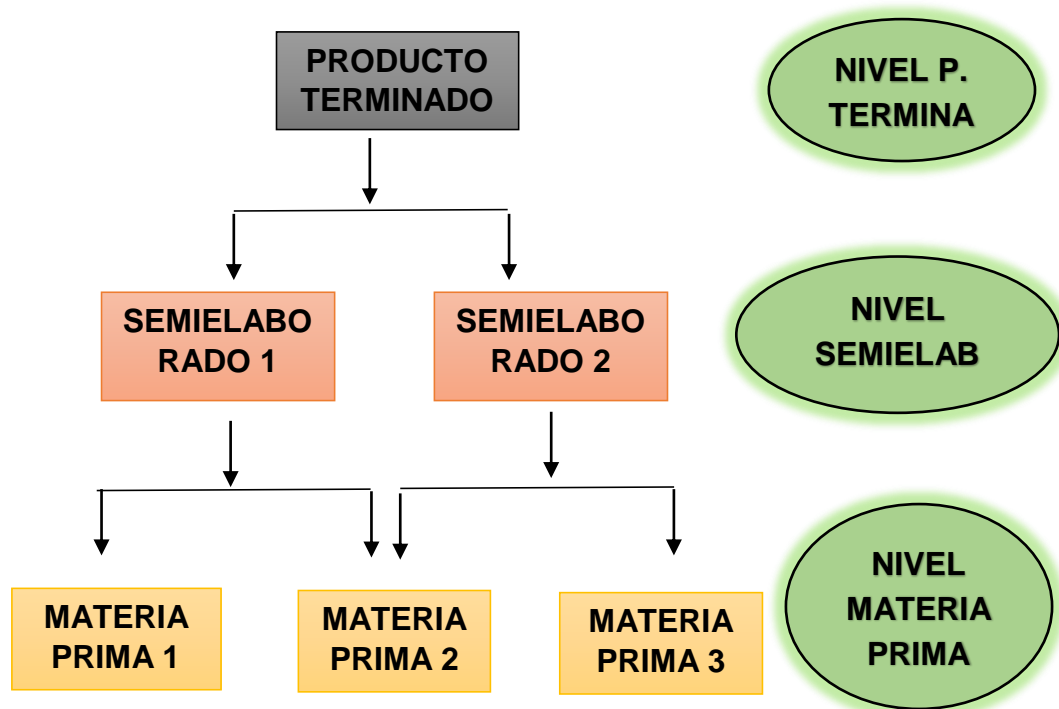 PRODUCTO
TERMINADO
NIVEL P.
TERMINA
SEMIELABO
RADO 1
SEMIELABO
RADO 2
NIVEL
SEMIELAB
MATERIA
PRIMA 1
MATERIA
PRIMA 2
MATERIA
PRIMA 3
NIVEL
MATERIA
PRIMA